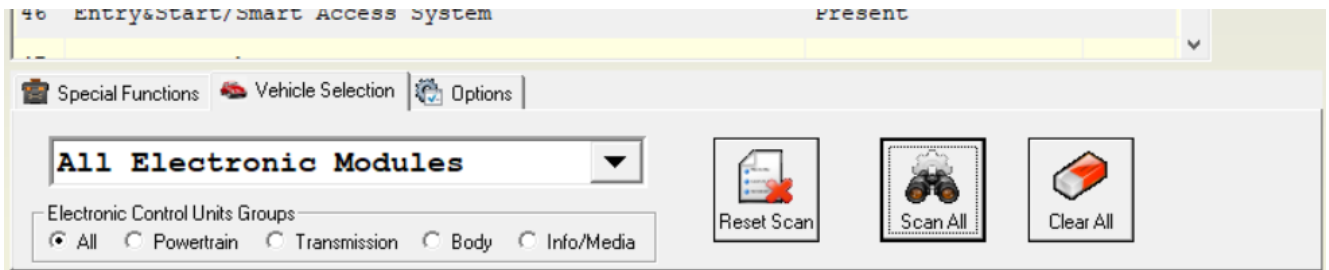 46 Entry&Start/Smart Access System Present
Special Functions Vehicle Selection Options
All Electronic Modules
Electronic Control Units Groups
All Powertrain Transmission Body Info/Media
Reset Scan Scan All Clear All